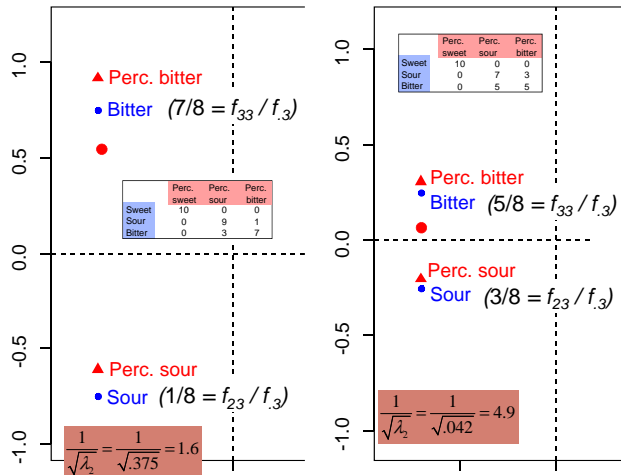 1.0
0.5
0.0
-0.5
-1.0
Perc. bitter
Bitter (7/8 = f33 / f.3)
Perc. sweet Perc. sour Perc. bitter
Sweet 10 0 0
Sour 0 9 1
Bitter 0 3 7
Perc. sour
Sour (1/8 = f23 / f.3)
1/√λ2 = 1/√.375 = 1.6
1.0
0.5
0.0
-0.5
-1.0
Perc. sweet Perc. sour Perc. bitter
Sweet 10 0 0
Sour 0 7 3
Bitter 0 5 5
Perc. bitter
Bitter (5/8 = f33 / f.3)
Perc. sour
Sour (3/8 = f23 / f.3)
1/√λ2 = 1/√.042 = 4.9